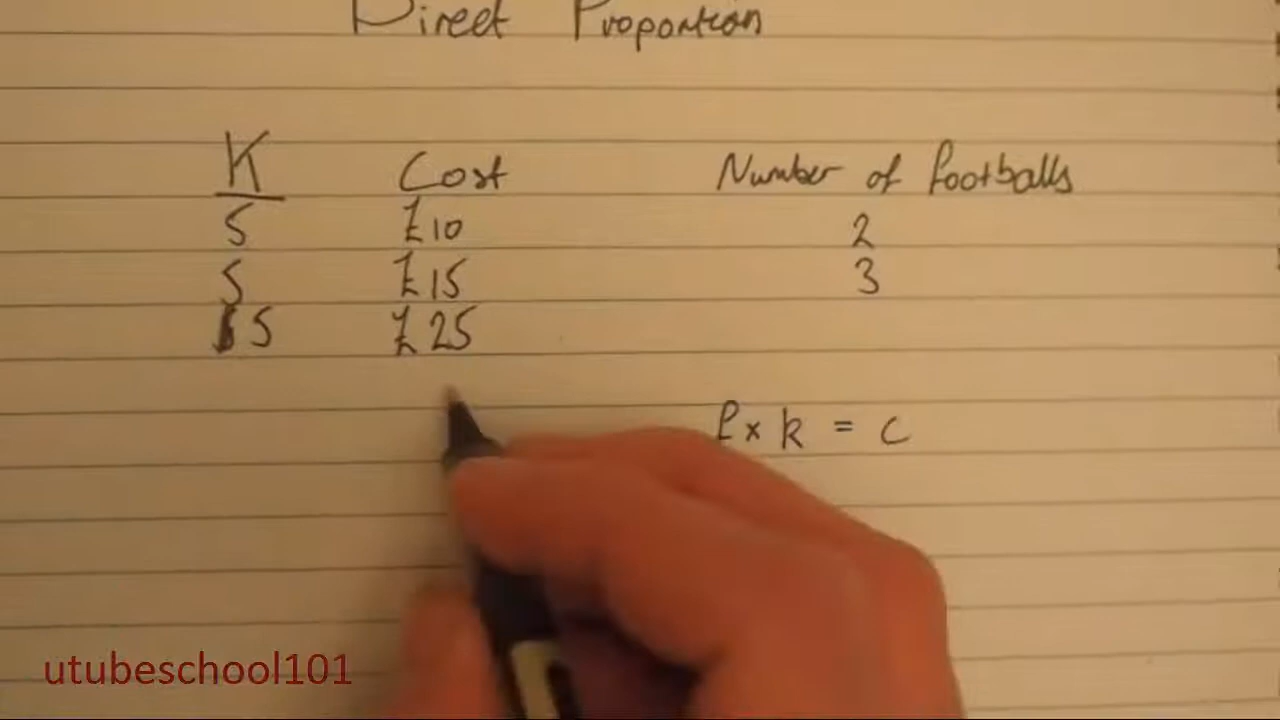 Direct Proportion
K Cost Number of footballs
5 £10 2
5 £15 3
5 £25
f x k = c
utubeschool101